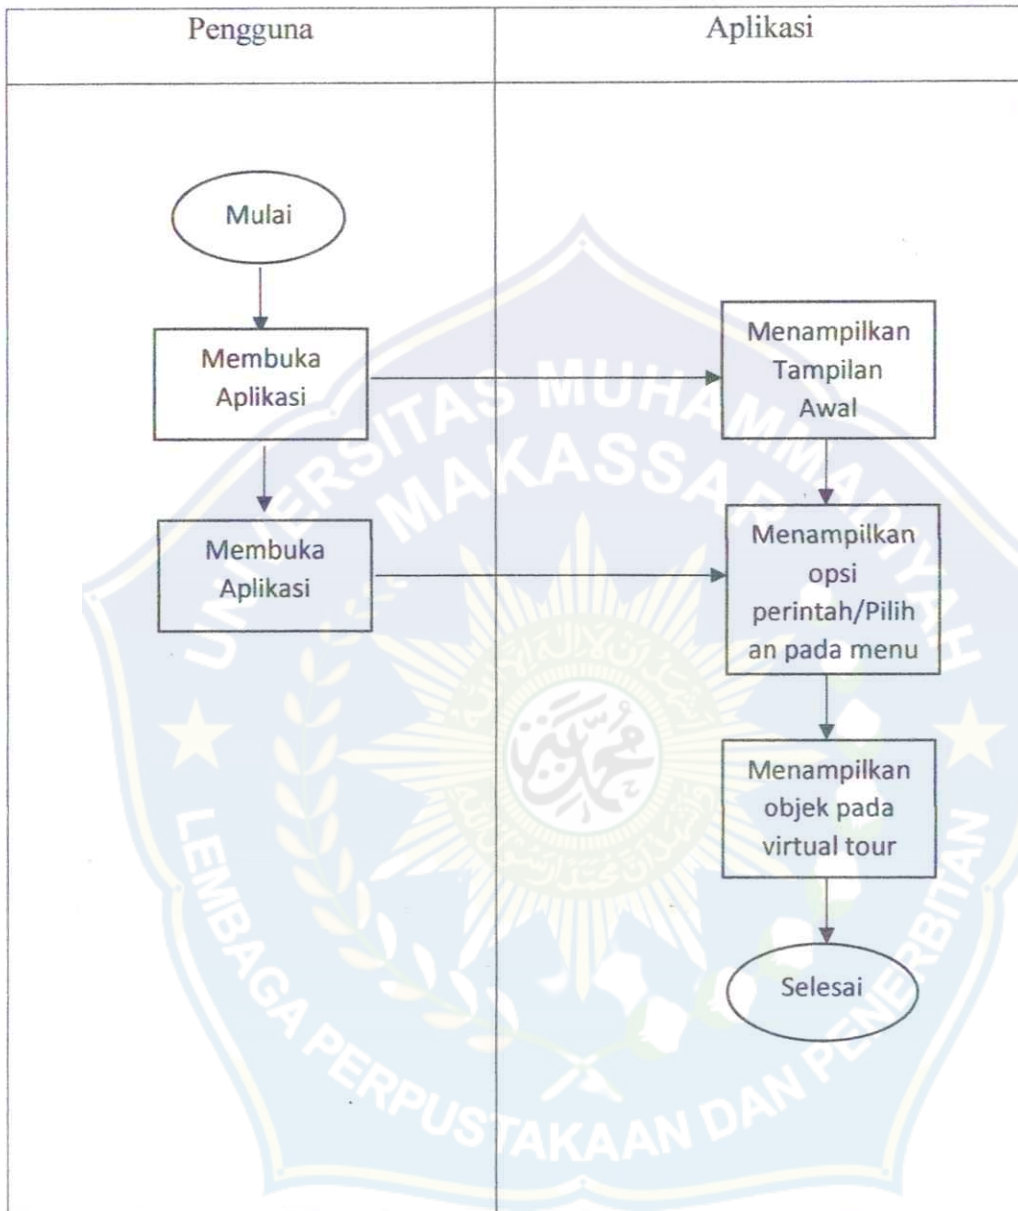 Pengguna
Aplikasi
Mulai
Membuka
Aplikasi
Menampilkan
Tampilan
Awal
Membuka
Aplikasi
Menampilkan
opsi
perintah/Pilih
an pada menu
Menampilkan
objek pada
virtual tour
Selesai
UNIVERSITAS MUHAMMADIYAH
MAKASSAR
LEMBAGA PERPUSTAKAAN DAN PENERBITAN
محمد